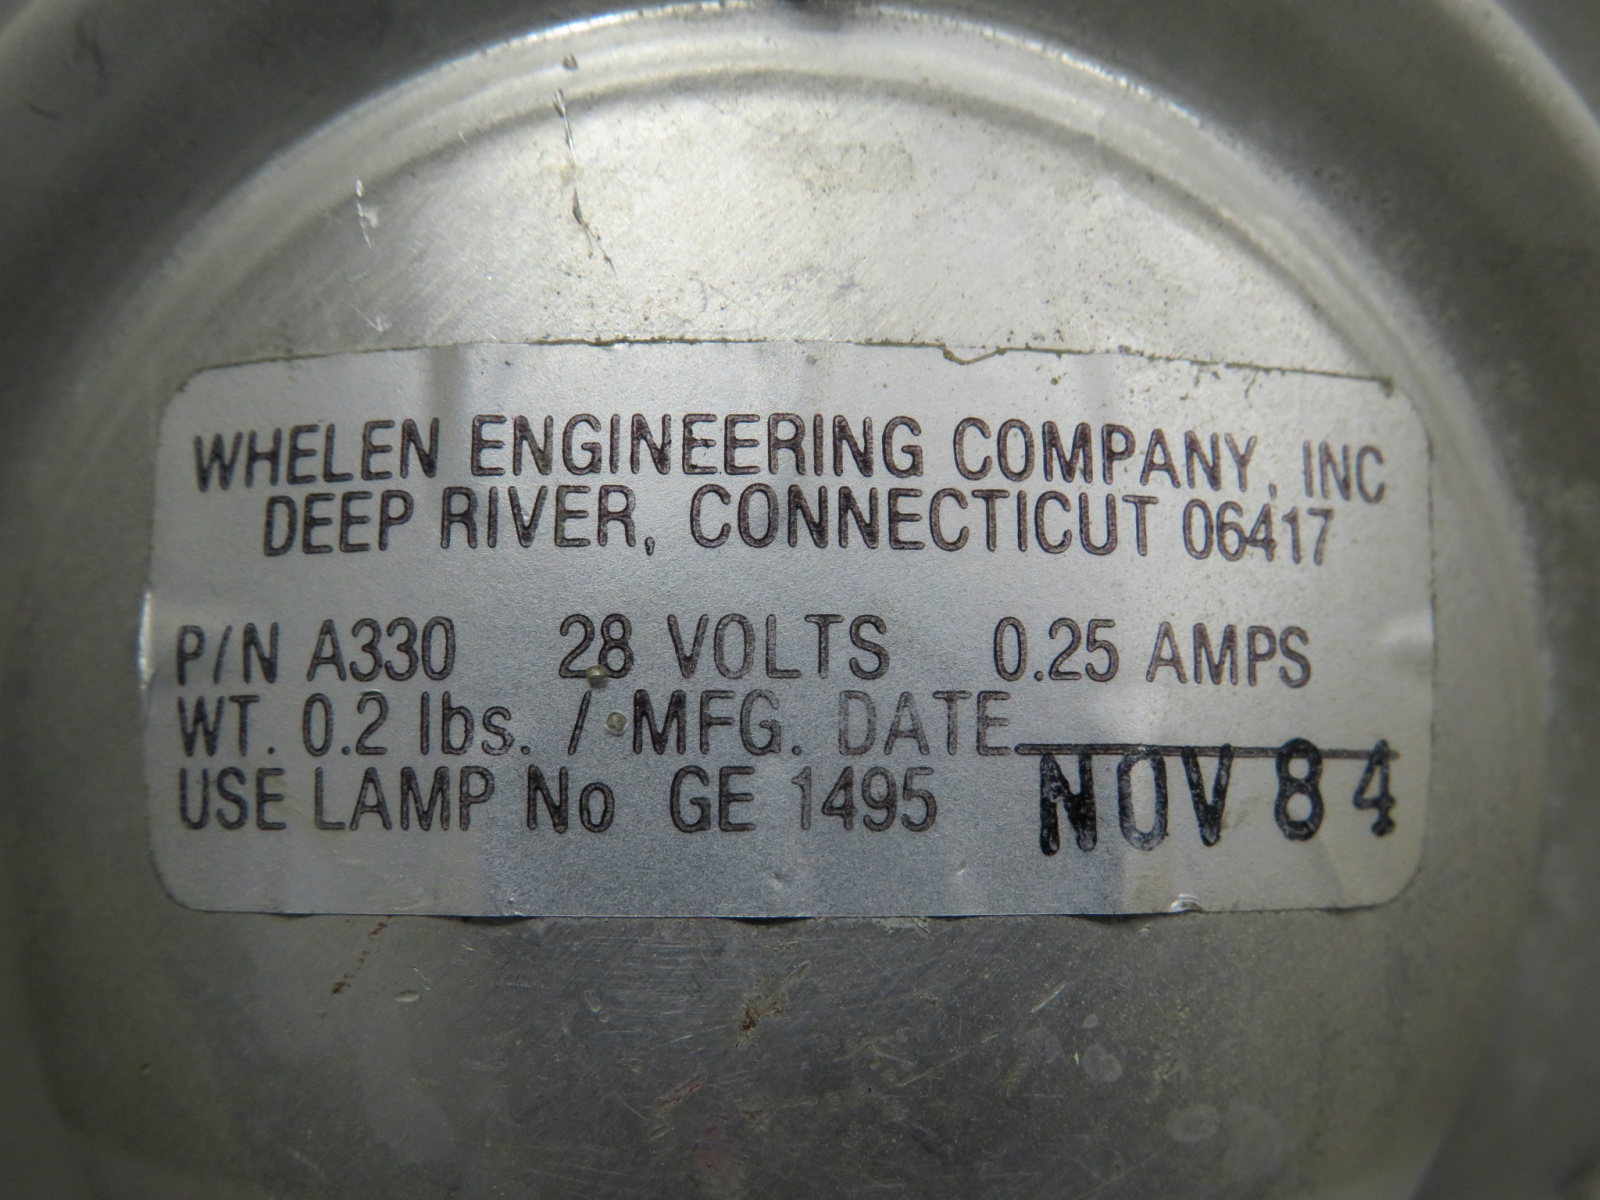 WHELEN ENGINEERING COMPANY, INC
DEEP RIVER, CONNECTICUT 06417
P/N A330 28 VOLTS 0.25 AMPS
WT. 0.2 lbs. / MFG. DATE
USE LAMP No GE 1495 NOV 84